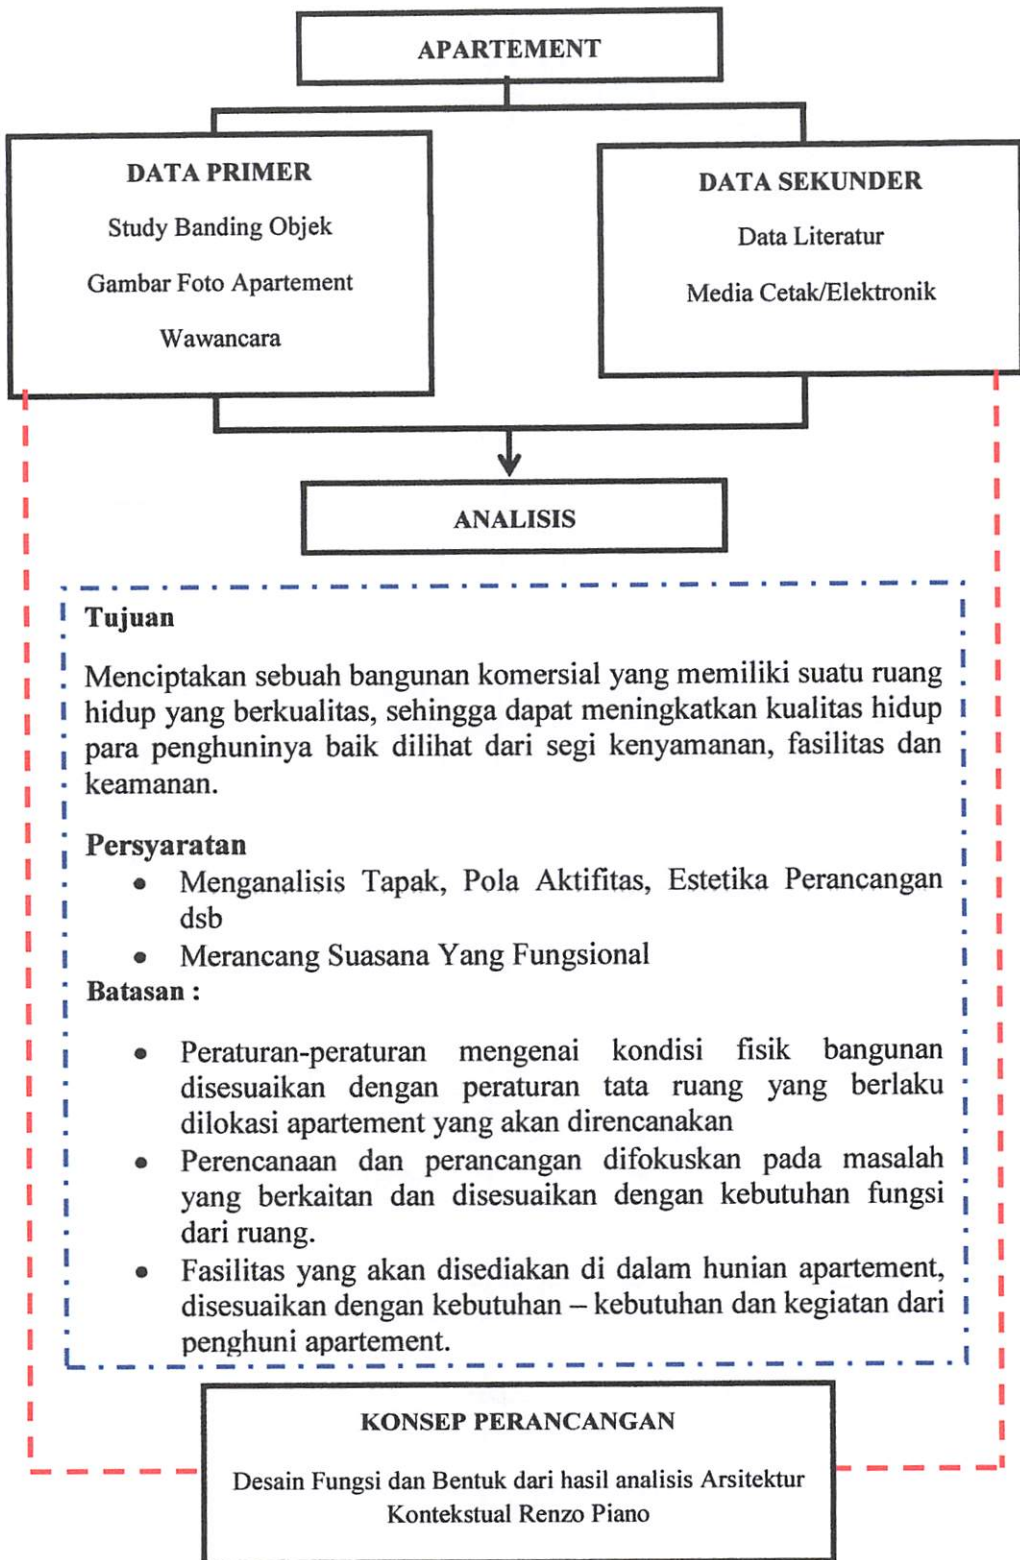 APARTEMENT
DATA PRIMER
Study Banding Objek
Gambar Foto Apartement
Wawancara
DATA SEKUNDER
Data Literatur
Media Cetak/Elektronik
ANALISIS
Tujuan
Menciptakan sebuah bangunan komersial yang memiliki suatu ruang
hidup yang berkualitas, sehingga dapat meningkatkan kualitas hidup
para penghuninya baik dilihat dari segi kenyamanan, fasilitas dan
keamanan.
Persyaratan
• Menganalisis Tapak, Pola Aktifitas, Estetika Perancangan
dsb
• Merancang Suasana Yang Fungsional
Batasan :
• Peraturan-peraturan mengenai kondisi fisik bangunan
disesuaikan dengan peraturan tata ruang yang berlaku
dilokasi apartement yang akan direncanakan
• Perencanaan dan perancangan difokuskan pada masalah
yang berkaitan dan disesuaikan dengan kebutuhan fungsi
dari ruang.
• Fasilitas yang akan disediakan di dalam hunian apartement,
disesuaikan dengan kebutuhan – kebutuhan dan kegiatan dari
penghuni apartement.
KONSEP PERANCANGAN
Desain Fungsi dan Bentuk dari hasil analisis Arsitektur
Kontekstual Renzo Piano